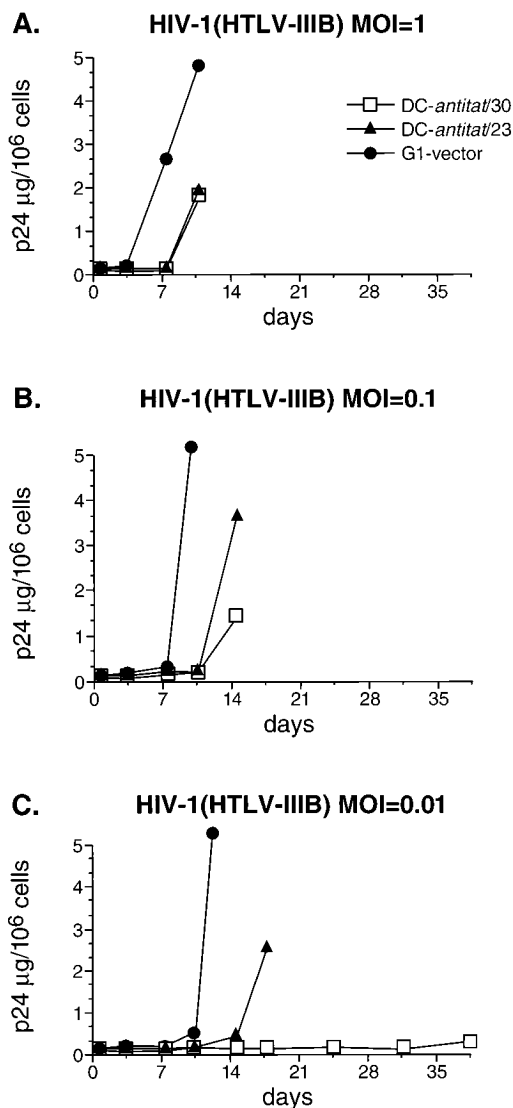 A. HIV-1(HTLV-IIIB) MOI=1
5
4
3
2
1
0
p24 µg/10⁶ cells
DC-antitat/30
DC-antitat/23
G1-vector
0 7 14 21 28 35
days
B. HIV-1(HTLV-IIIB) MOI=0.1
5
4
3
2
1
0
p24 µg/10⁶ cells
0 7 14 21 28 35
days
C. HIV-1(HTLV-IIIB) MOI=0.01
5
4
3
2
1
0
p24 µg/10⁶ cells
0 7 14 21 28 35
days